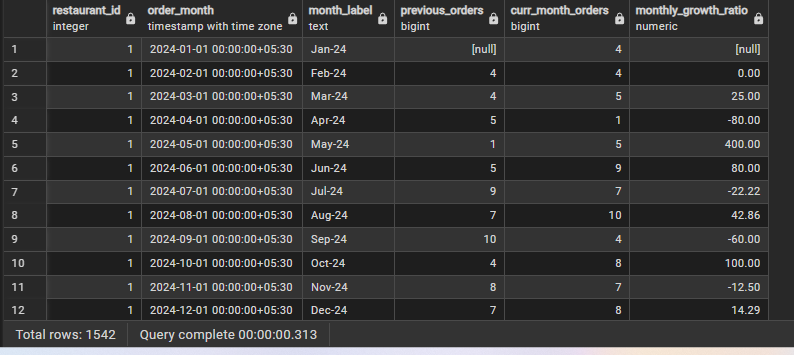 restaurant_id order_month month_label previous_orders curr_month_orders monthly_growth_ratio
integer timestamp with time zone text bigint bigint numeric
1 1 2024-01-01 00:00:00+05:30 Jan-24 [null] 4 [null]
2 1 2024-02-01 00:00:00+05:30 Feb-24 4 4 0.00
3 1 2024-03-01 00:00:00+05:30 Mar-24 4 5 25.00
4 1 2024-04-01 00:00:00+05:30 Apr-24 5 1 -80.00
5 1 2024-05-01 00:00:00+05:30 May-24 1 5 400.00
6 1 2024-06-01 00:00:00+05:30 Jun-24 5 9 80.00
7 1 2024-07-01 00:00:00+05:30 Jul-24 9 7 -22.22
8 1 2024-08-01 00:00:00+05:30 Aug-24 7 10 42.86
9 1 2024-09-01 00:00:00+05:30 Sep-24 10 4 -60.00
10 1 2024-10-01 00:00:00+05:30 Oct-24 4 8 100.00
11 1 2024-11-01 00:00:00+05:30 Nov-24 8 7 -12.50
12 1 2024-12-01 00:00:00+05:30 Dec-24 7 8 14.29
Total rows: 1542 Query complete 00:00:00.313